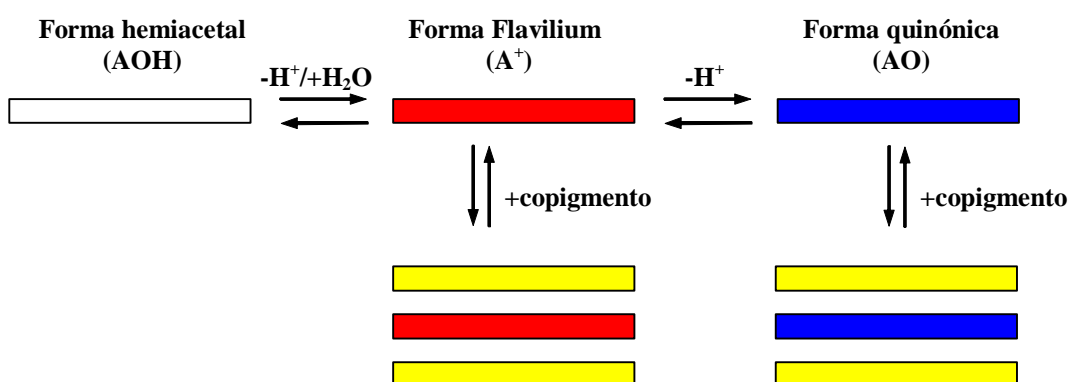 Forma hemiacetal
(AOH)
-H⁺/+H₂O
Forma Flavilium
(A⁺)
-H⁺
Forma quinónica
(AO)
+copigmento
+copigmento